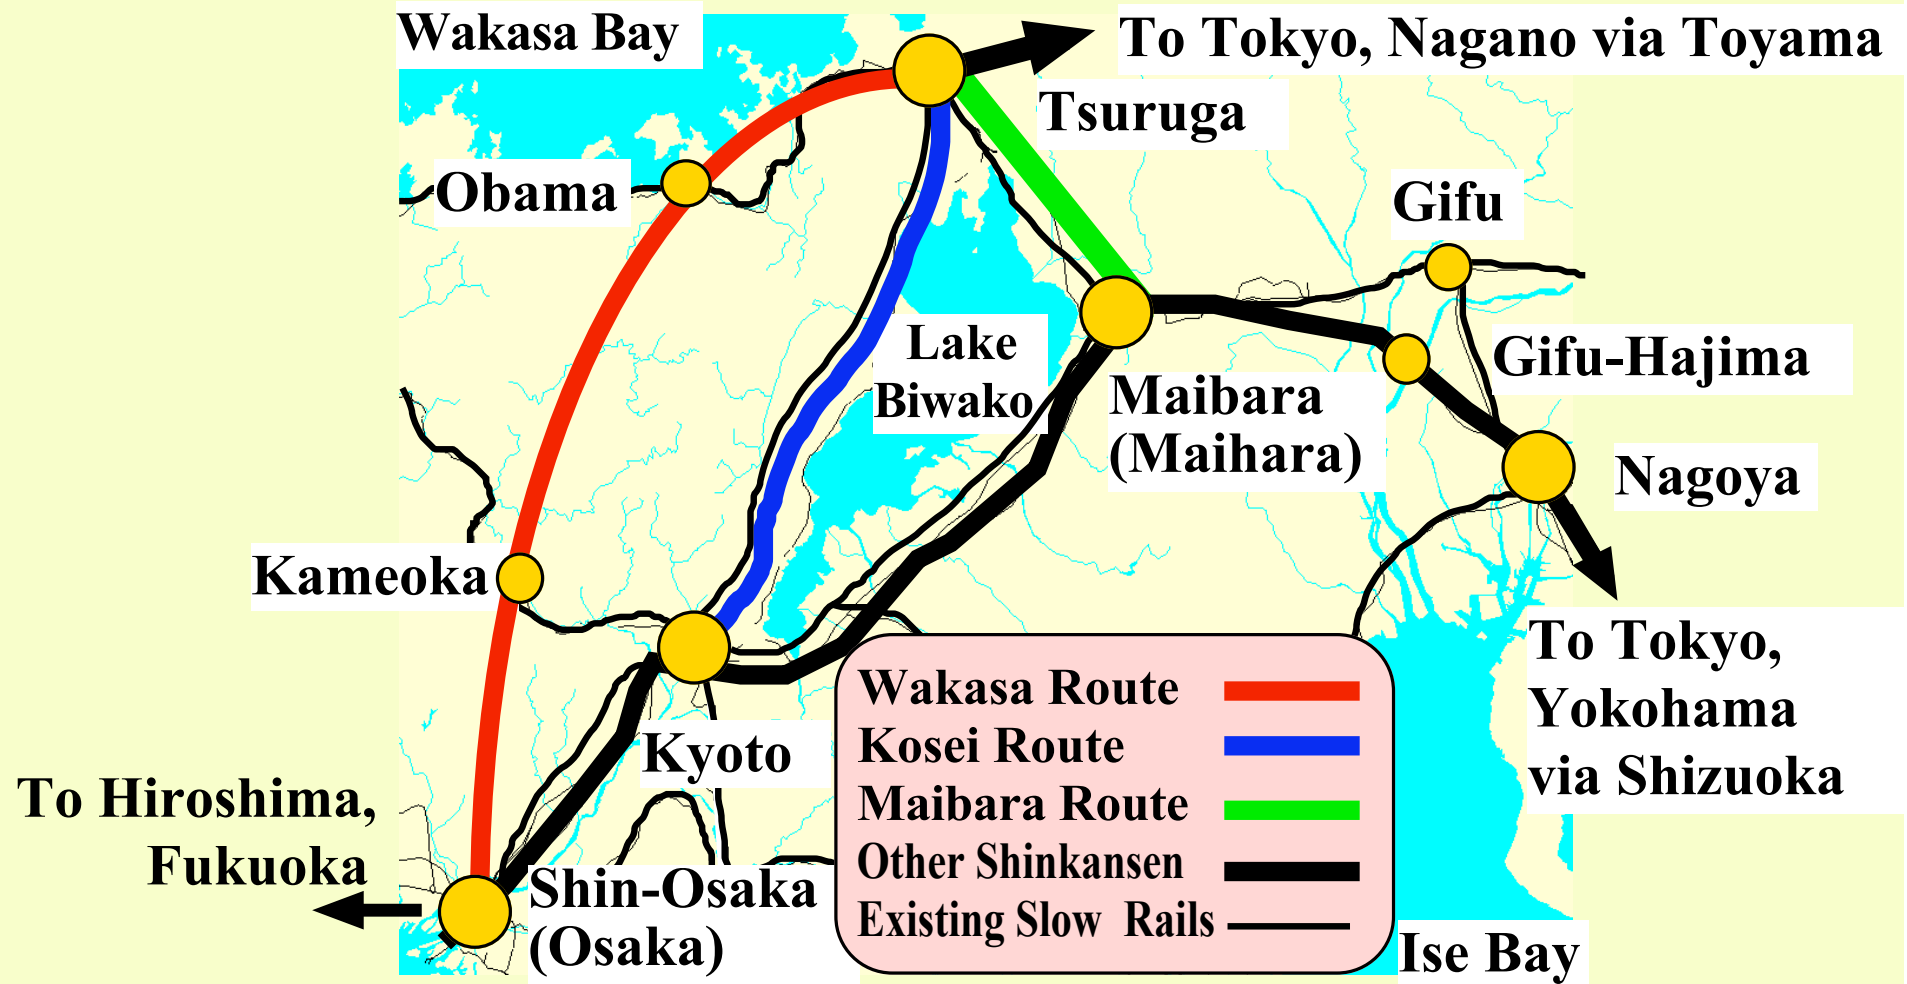 Wakasa Bay
To Tokyo, Nagano via Toyama
Tsuruga
Obama
Gifu
Lake
Biwako
Gifu-Hajima
Maibara
(Maihara)
Nagoya
Kameoka
To Tokyo,
Yokohama
via Shizuoka
Kyoto
To Hiroshima,
Fukuoka
Shin-Osaka
(Osaka)
Wakasa Route
Kosei Route
Maibara Route
Other Shinkansen
Existing Slow Rails
Ise Bay